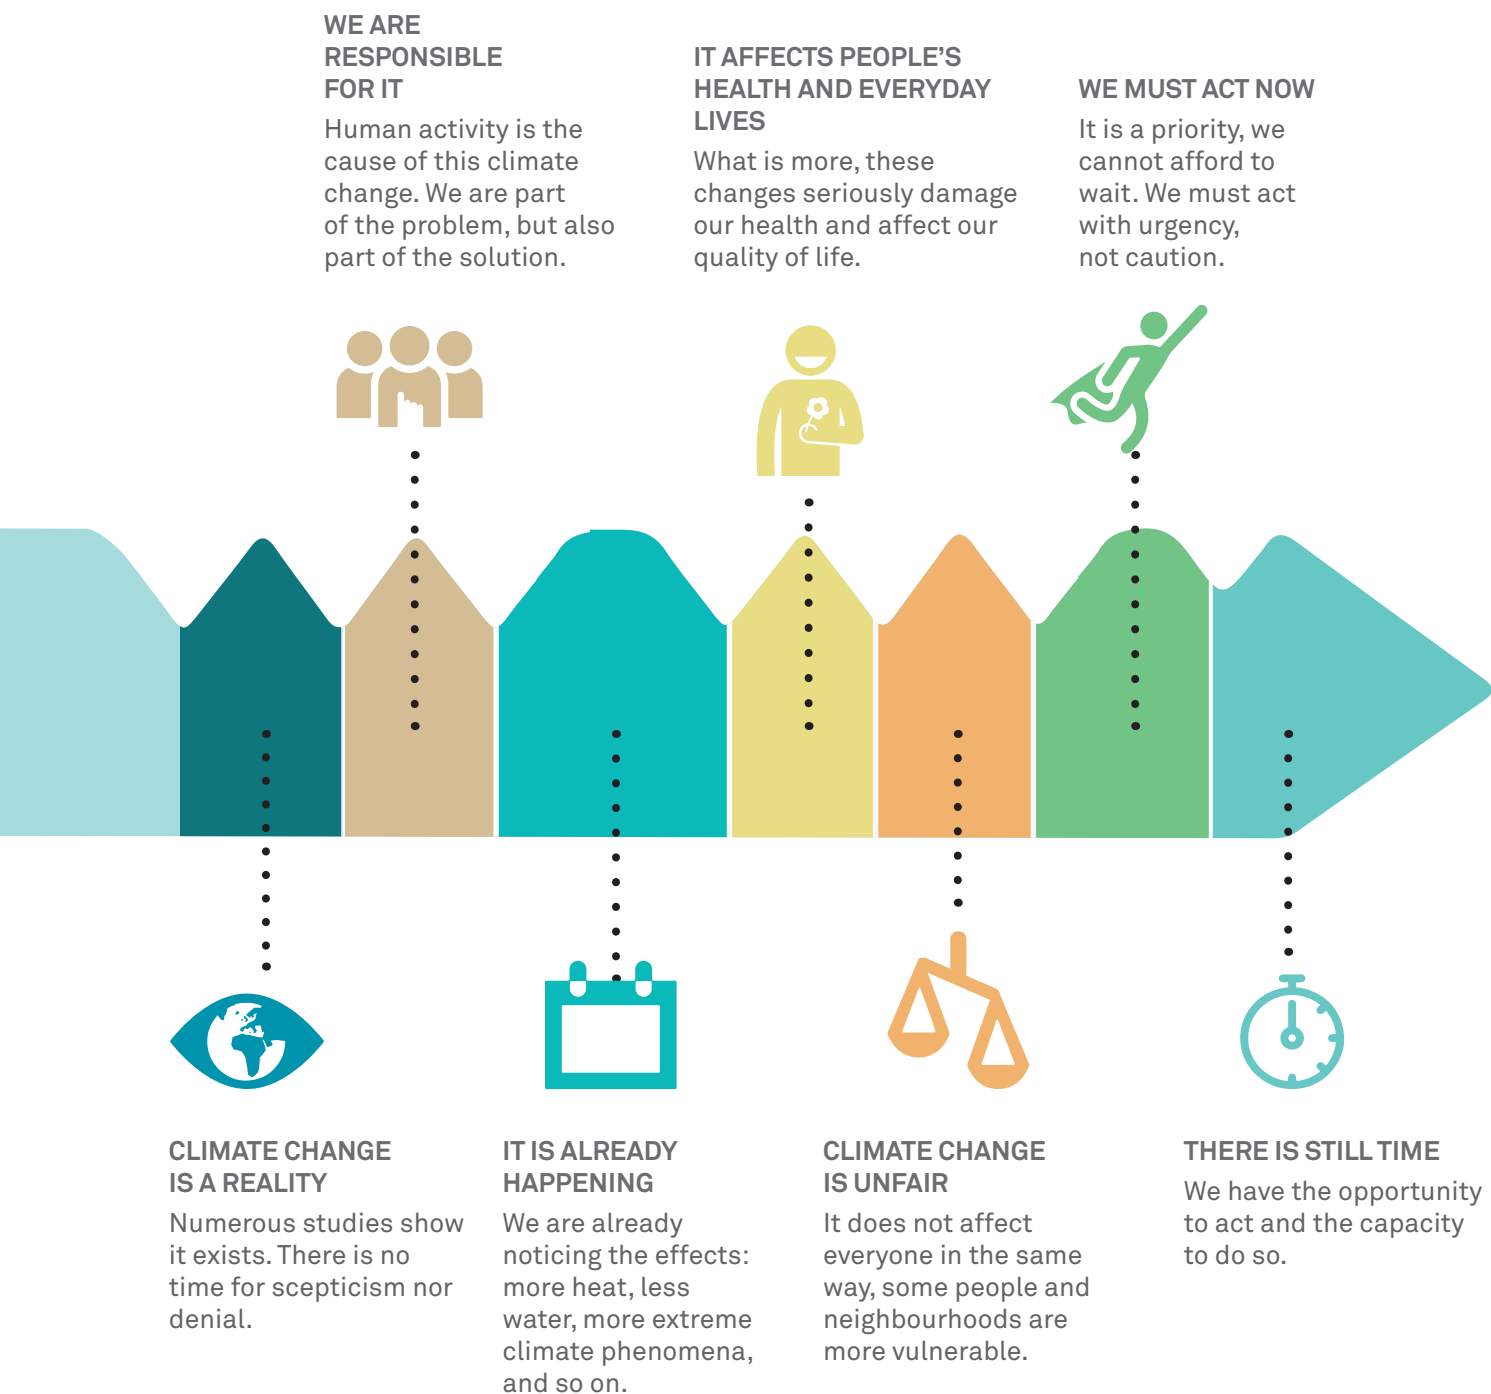 WE ARE
RESPONSIBLE
FOR IT
Human activity is the
cause of this climate
change. We are part
of the problem, but also
part of the solution.
IT AFFECTS PEOPLE’S
HEALTH AND EVERYDAY
LIVES
What is more, these
changes seriously damage
our health and affect our
quality of life.
WE MUST ACT NOW
It is a priority, we
cannot afford to
wait. We must act
with urgency,
not caution.
CLIMATE CHANGE
IS A REALITY
Numerous studies show
it exists. There is no
time for scepticism nor
denial.
IT IS ALREADY
HAPPENING
We are already
noticing the effects:
more heat, less
water, more extreme
climate phenomena,
and so on.
CLIMATE CHANGE
IS UNFAIR
It does not affect
everyone in the same
way, some people and
neighbourhoods are
more vulnerable.
THERE IS STILL TIME
We have the opportunity
to act and the capacity
to do so.